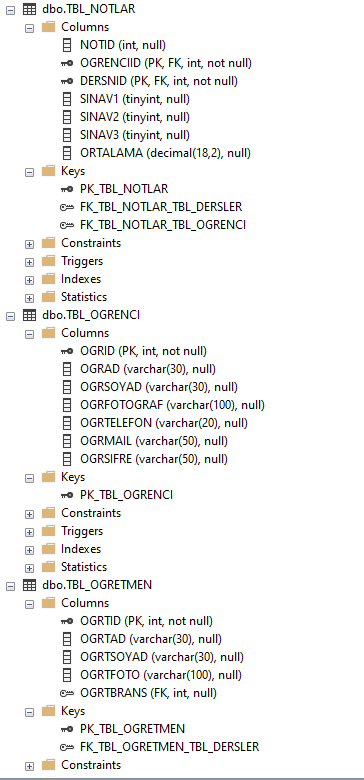 dbo.TBL_NOTLAR
Columns
NOTID (int, null)
OGRENCIID (PK, FK, int, not null)
DERSNID (PK, FK, int, not null)
SINAV1 (tinyint, null)
SINAV2 (tinyint, null)
SINAV3 (tinyint, null)
ORTALAMA (decimal(18,2), null)
Keys
PK_TBL_NOTLAR
FK_TBL_NOTLAR_TBL_DERSLER
FK_TBL_NOTLAR_TBL_OGRENCI
Constraints
Triggers
Indexes
Statistics
dbo.TBL_OGRENCI
Columns
OGRID (PK, int, not null)
OGRAD (varchar(30), null)
OGRSOYAD (varchar(30), null)
OGRFOTOGRAF (varchar(100), null)
OGRTELEFON (varchar(20), null)
OGRMAIL (varchar(50), null)
OGRSIFRE (varchar(50), null)
Keys
PK_TBL_OGRENCI
Constraints
Triggers
Indexes
Statistics
dbo.TBL_OGRETMEN
Columns
OGRTID (PK, int, not null)
OGRTAD (varchar(30), null)
OGRTSOYAD (varchar(30), null)
OGRTFOTO (varchar(100), null)
OGRTBRANS (FK, int, null)
Keys
PK_TBL_OGRETMEN
FK_TBL_OGRETMEN_TBL_DERSLER
Constraints